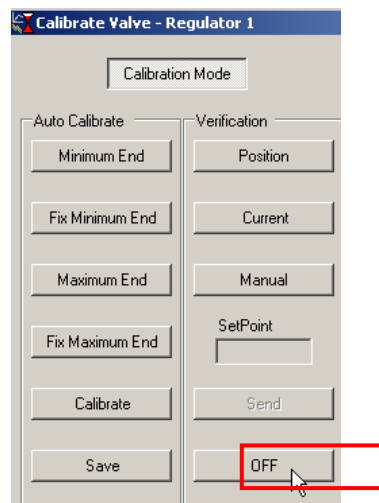 Calibrate Valve - Regulator 1
Calibration Mode
Auto Calibrate
Minimum End
Fix Minimum End
Maximum End
Fix Maximum End
Calibrate
Save
Verification
Position
Current
Manual
SetPoint
Send
OFF